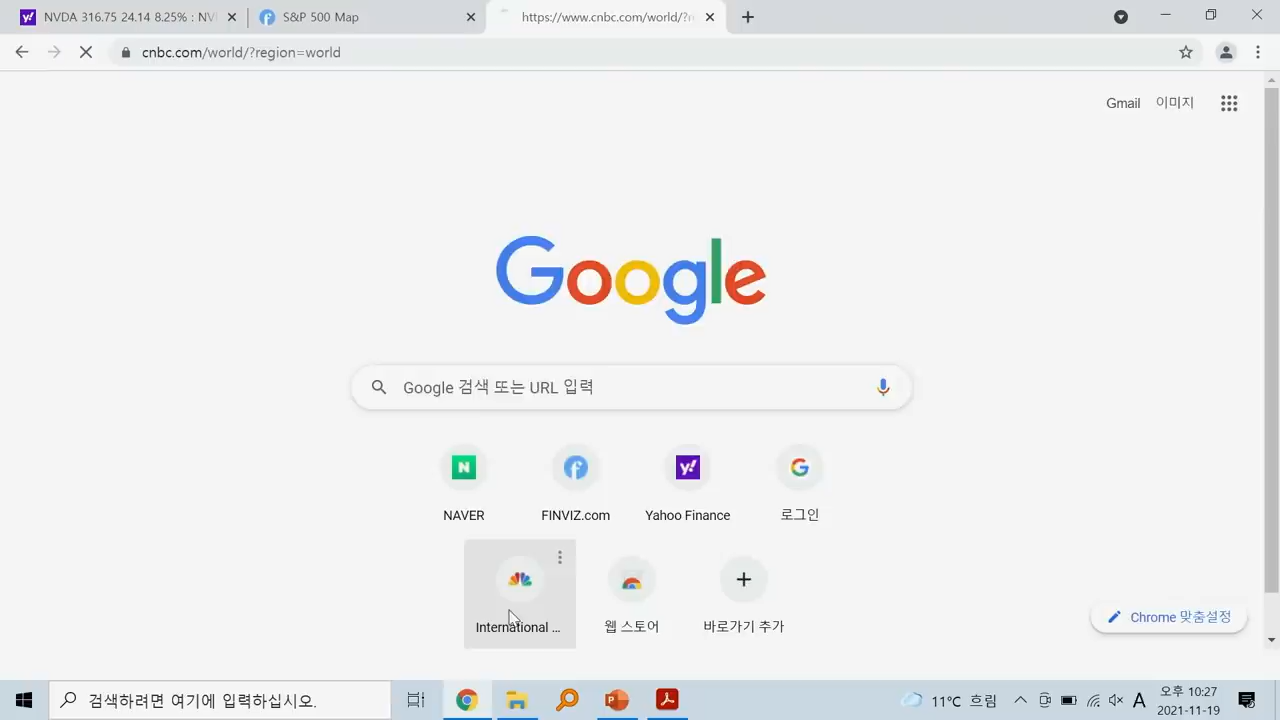 NVDA 316.75 24.14 8.25% : NVI
S&P 500 Map
https://www.cnbc.com/world/?r
cnbc.com/world/?region=world
Gmail 이미지
Google
Google 검색 또는 URL 입력
NAVER
FINVIZ.com
Yahoo Finance
로그인
International ...
웹 스토어
바로가기 추가
Chrome 맞춤설정
검색하려면 여기에 입력하십시오.
11°C 흐림
A
오후 10:27
2021-11-19